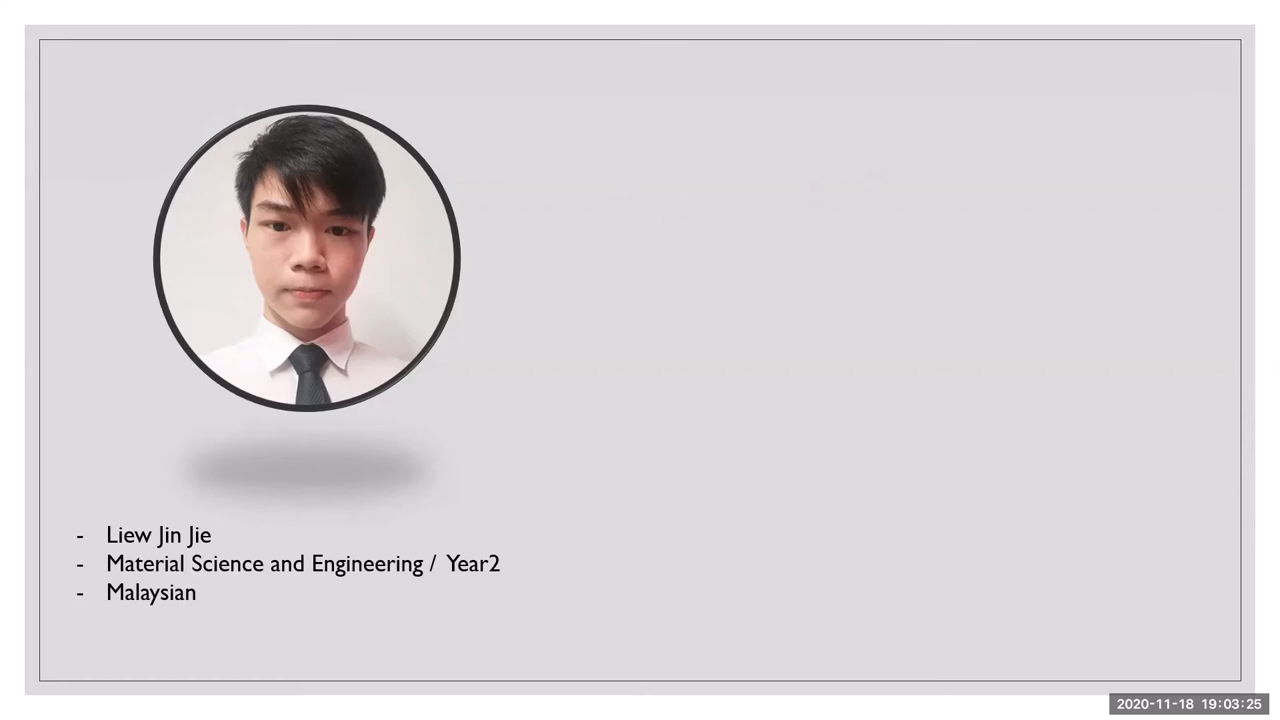 - Liew Jin Jie
- Material Science and Engineering / Year2
- Malaysian
2020-11-18 19:03:25